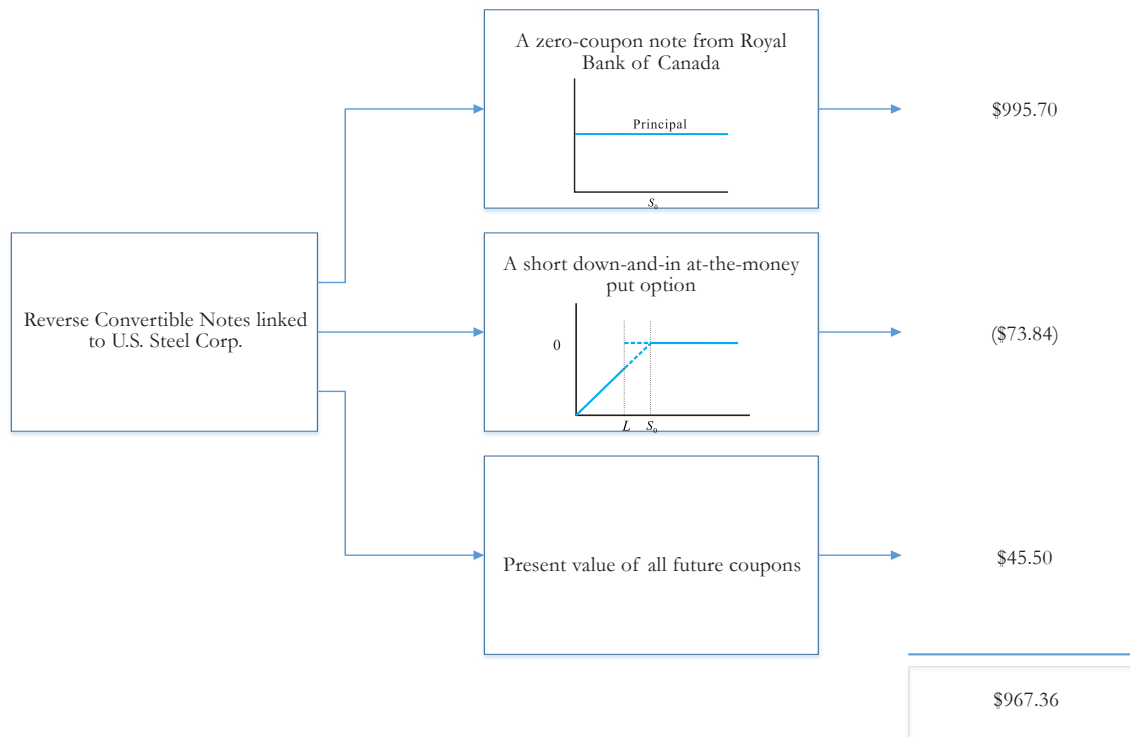 A zero-coupon note from Royal
Bank of Canada
Principal
S₀
$995.70
Reverse Convertible Notes linked
to U.S. Steel Corp.
A short down-and-in at-the-money
put option
0
L S₀
($73.84)
Present value of all future coupons
$45.50
$967.36